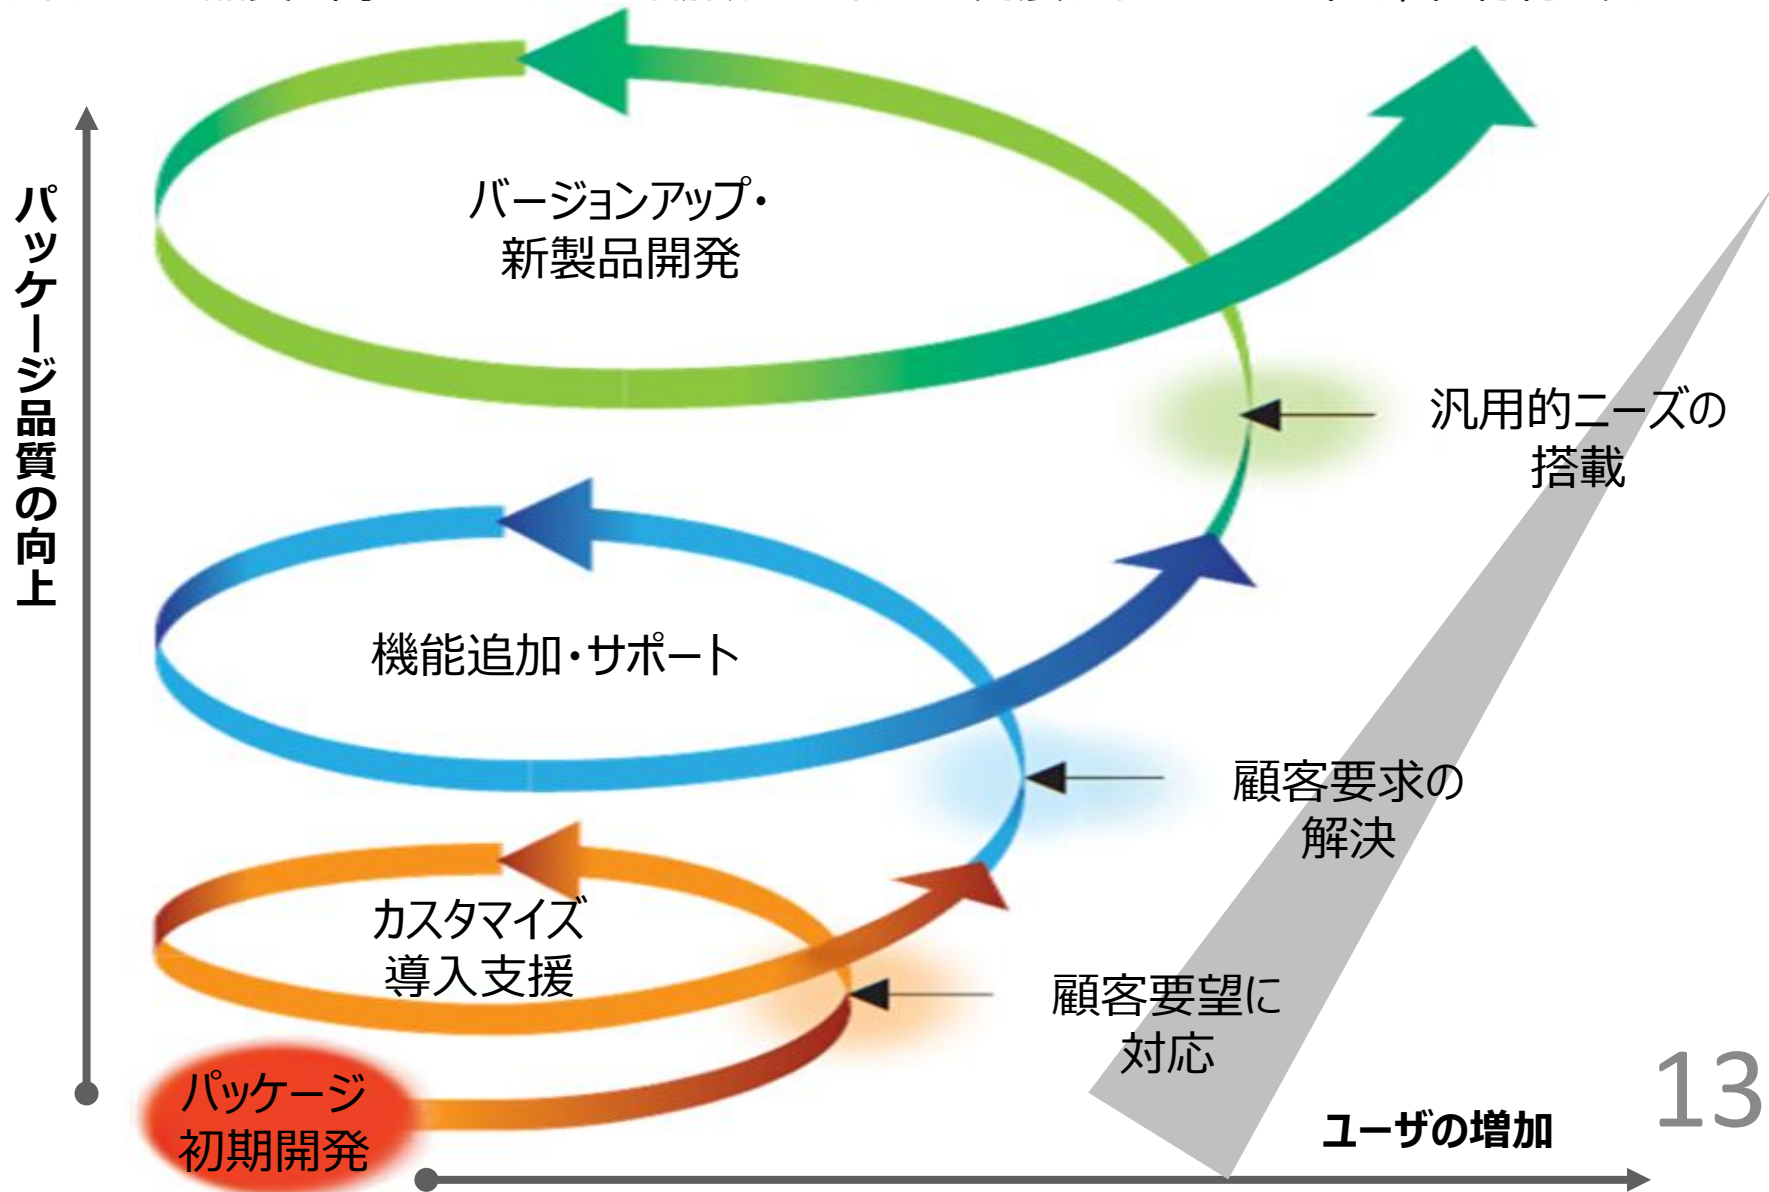 パッケージ品質の向上
バージョンアップ・
新製品開発
汎用的ニーズの
搭載
機能追加・サポート
顧客要求の
解決
カスタマイズ
導入支援
顧客要望に
対応
パッケージ
初期開発
ユーザの増加
13